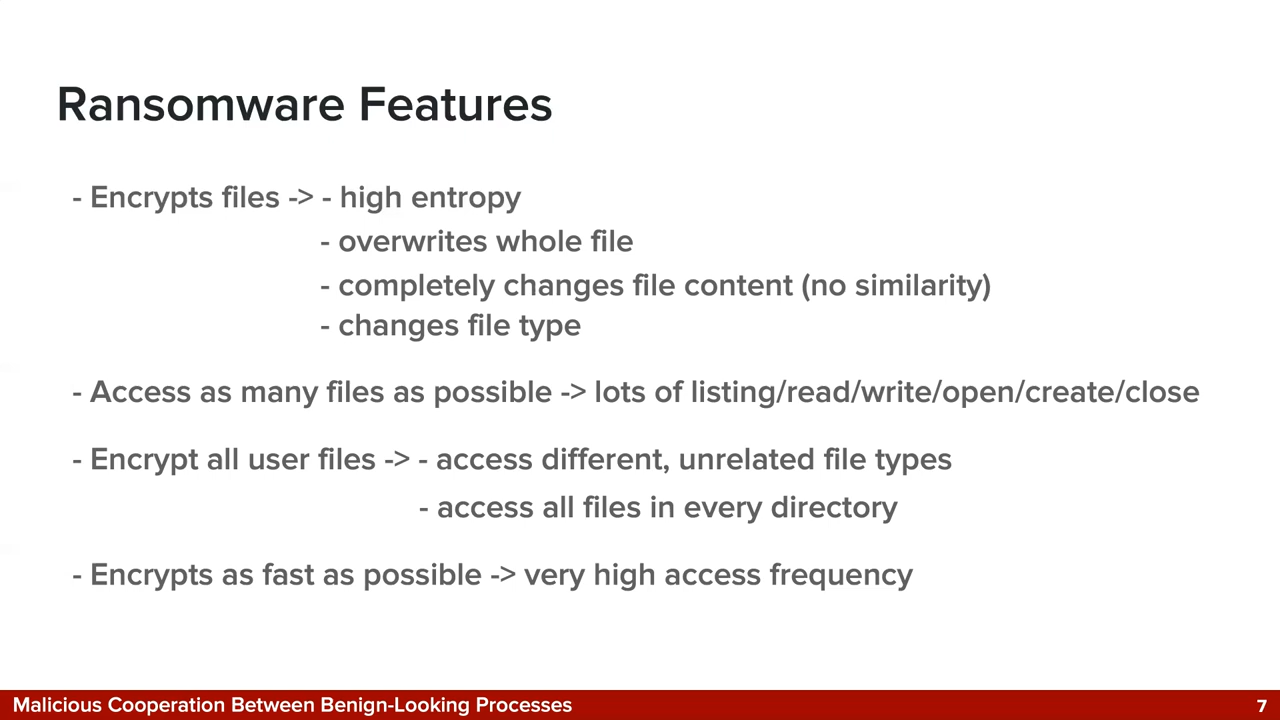 Ransomware Features
- Encrypts files -> - high entropy
- overwrites whole file
- completely changes file content (no similarity)
- changes file type
- Access as many files as possible -> lots of listing/read/write/open/create/close
- Encrypt all user files -> - access different, unrelated file types
- access all files in every directory
- Encrypts as fast as possible -> very high access frequency
Malicious Cooperation Between Benign-Looking Processes 7